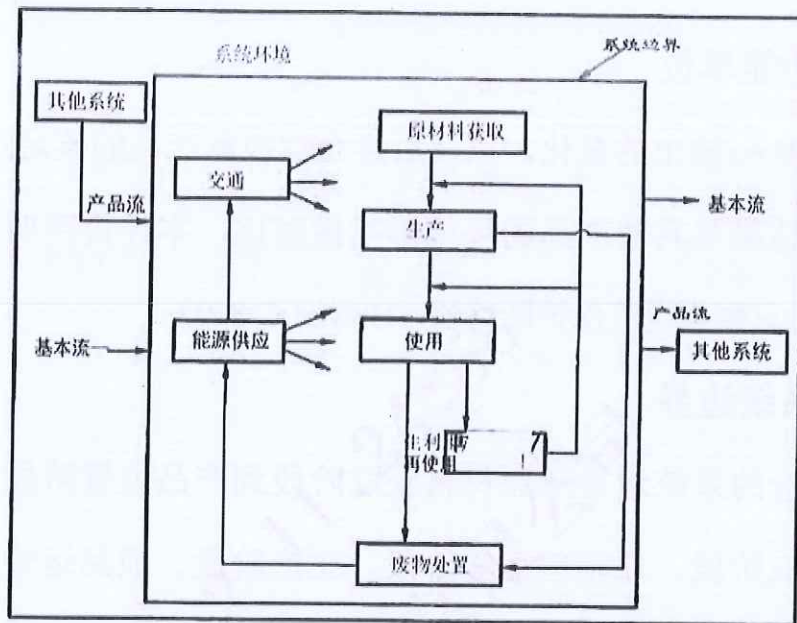 系统环境
系统边界
其他系统
原材料获取
交通
产品流
基本流
生产
产品流
基本流
能源供应
使用
其他系统
再使用
废物处置